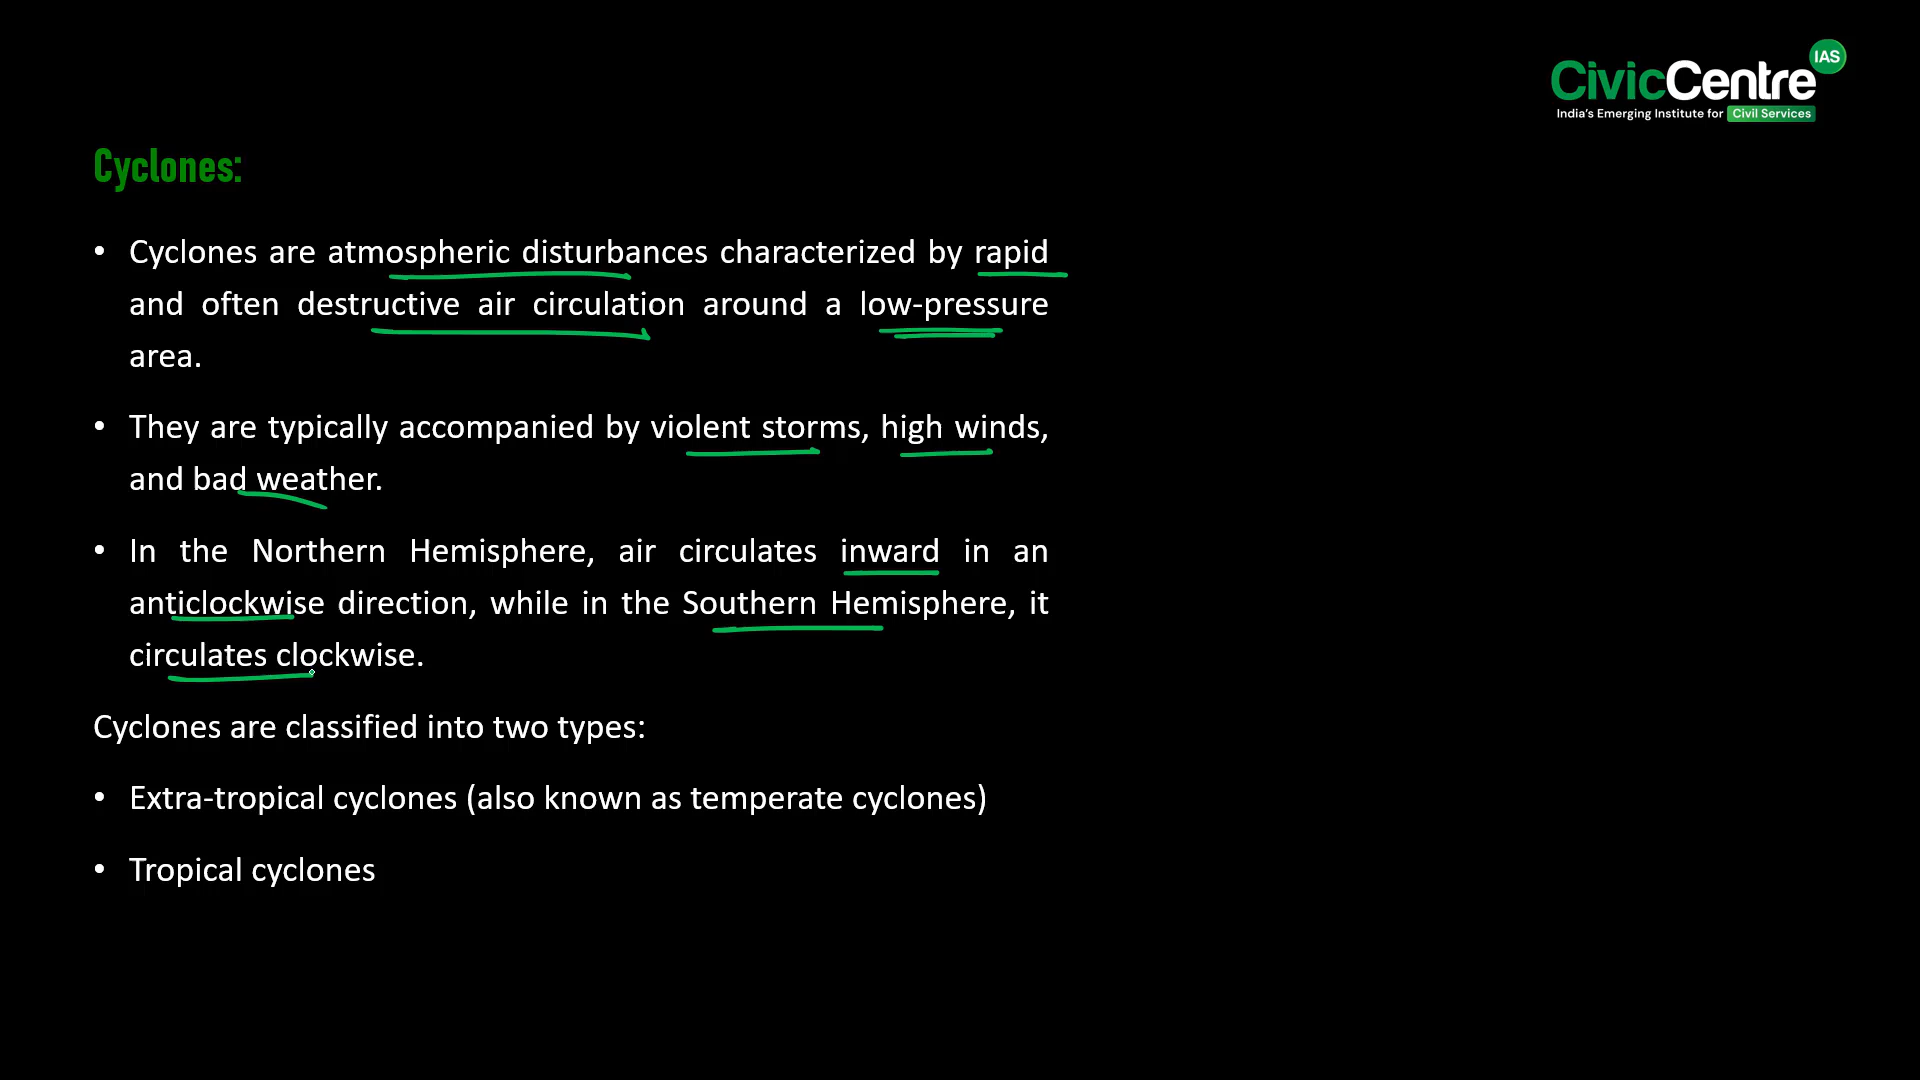 IAS
CivicCentre
India's Emerging Institute for Civil Services
Cyclones:
• Cyclones are atmospheric disturbances characterized by rapid
and often destructive air circulation around a low-pressure
area.
• They are typically accompanied by violent storms, high winds,
and bad weather.
• In the Northern Hemisphere, air circulates inward in an
anticlockwise direction, while in the Southern Hemisphere, it
circulates clockwise.
Cyclones are classified into two types:
• Extra-tropical cyclones (also known as temperate cyclones)
• Tropical cyclones